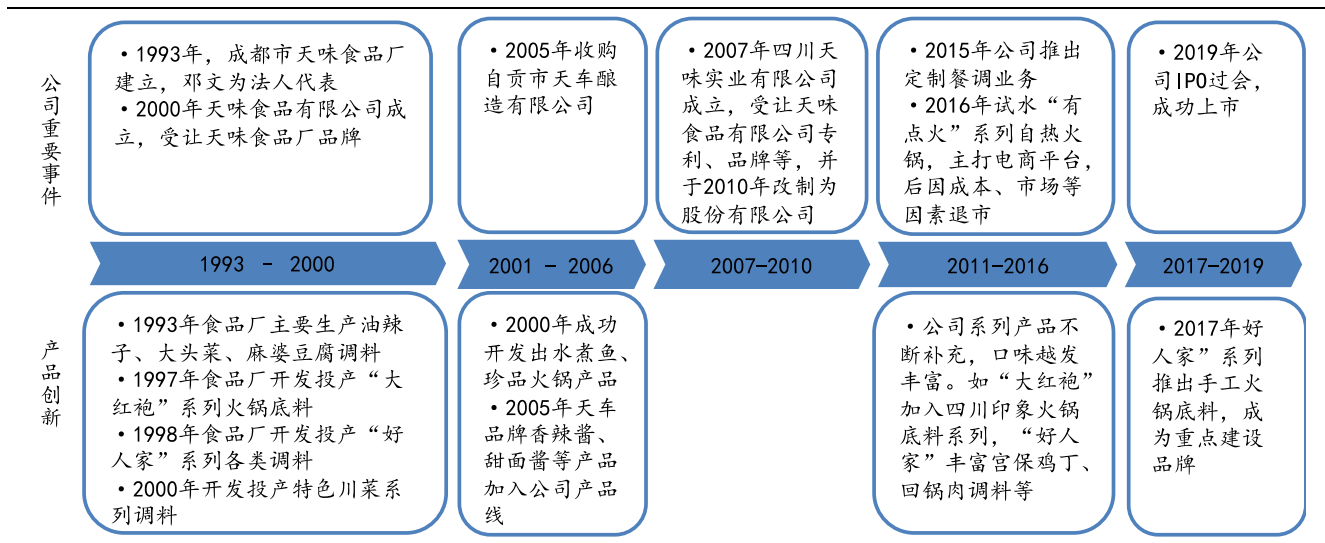 公司重要事件
• 1993年，成都市天味食品厂
建立，邓文为法人代表
• 2000年天味食品有限公司成
立，受让天味食品厂品牌
• 2005年收购
自贡市天车酿
造有限公司
• 2007年四川天
味实业有限公司
成立，受让天味
食品有限公司专
利、品牌等，并
于2010年改制为
股份有限公司
• 2015年公司推出
定制餐调业务
• 2016年试水“有
点火”系列自热火
锅，主打电商平台，
后因成本、市场等
因素退市
• 2019年公
司IPO过会，
成功上市
1993 - 2000
2001 - 2006
2007-2010
2011-2016
2017-2019
产品创新
• 1993年食品厂主要生产油辣
子、大头菜、麻婆豆腐调料
• 1997年食品厂开发投产“大
红袍”系列火锅底料
• 1998年食品厂开发投产“好
人家”系列各类调料
• 2000年开发投产特色川菜系
列调料
• 2000年成功
开发出水煮鱼、
珍品火锅产品
• 2005年天车
品牌香辣酱、
甜面酱等产品
加入公司产品
线
• 公司系列产品不
断补充，口味越发
丰富。如“大红袍”
加入四川印象火锅
底料系列，“好人
家”丰富宫保鸡丁、
回锅肉调料等
• 2017年好
人家”系列
推出手工火
锅底料，成
为重点建设
品牌